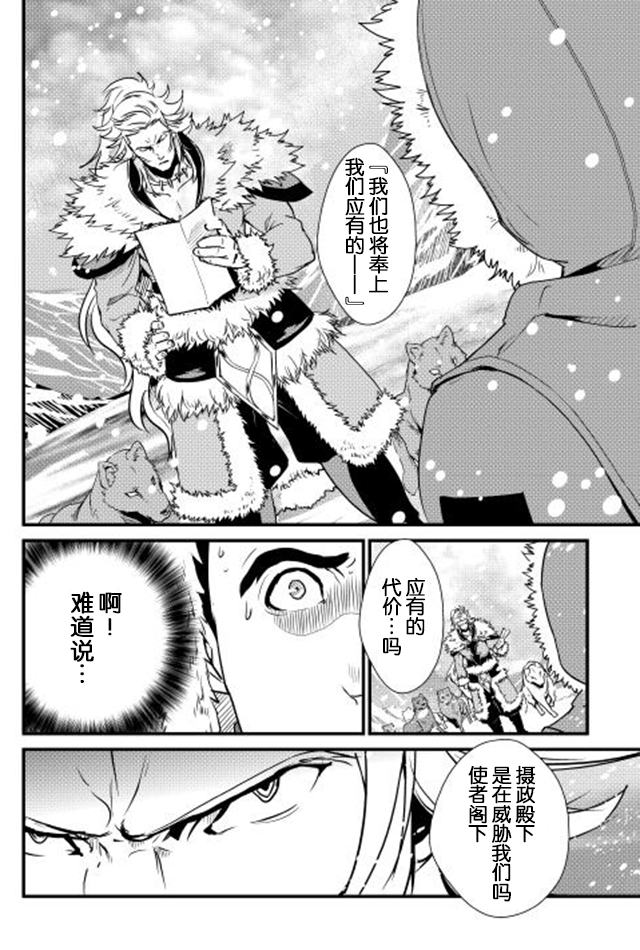 『我们也将奉上
我们应有的——』
应有的
代价…吗
啊！
难道说…
摄政殿下
是在威胁我们吗
使者阁下